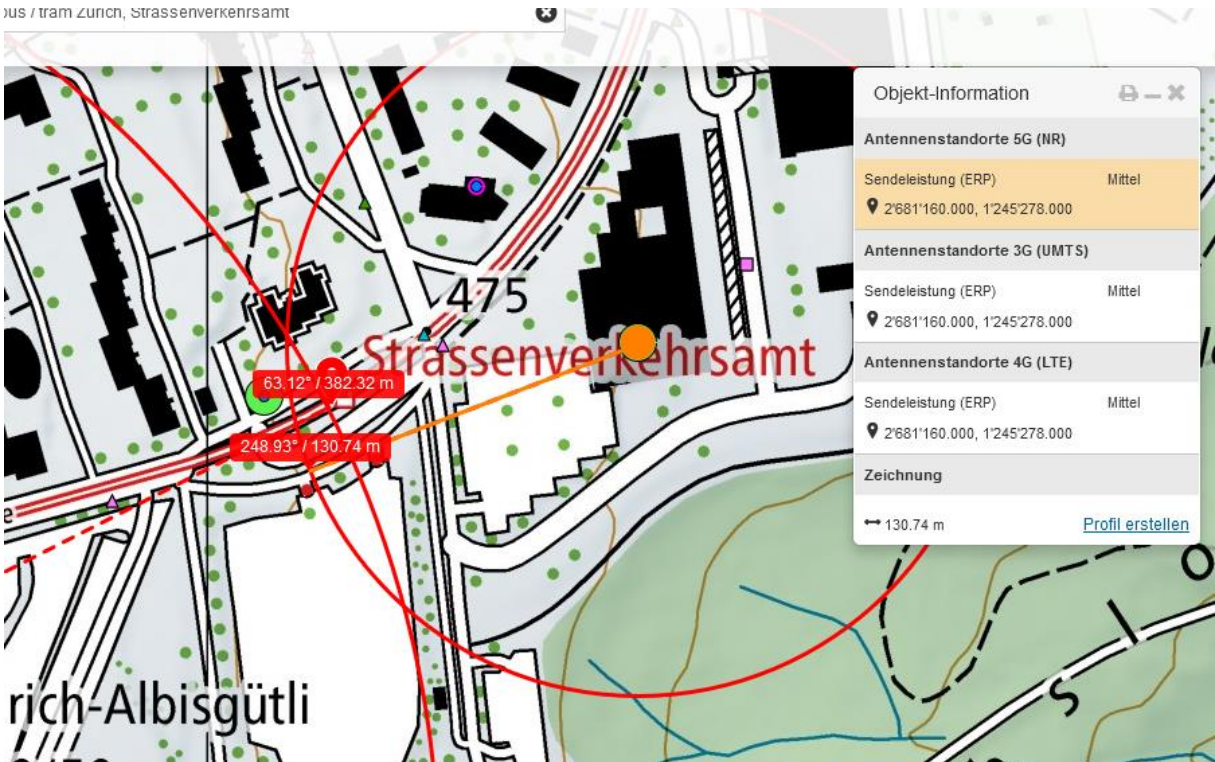 bus / tram Zürich, Strassenverkehrsamt
Objekt-Information
Antennenstandorte 5G (NR)
Sendeleistung (ERP) Mittel
2'681'160.000, 1'245'278.000
Antennenstandorte 3G (UMTS)
Sendeleistung (ERP) Mittel
2'681'160.000, 1'245'278.000
Antennenstandorte 4G (LTE)
Sendeleistung (ERP) Mittel
2'681'160.000, 1'245'278.000
Zeichnung
130.74 m Profil erstellen
475
Strassenverkehrsamt
63.12° / 382.32 m
248.93° / 130.74 m
rich-Albisgütli
S I O